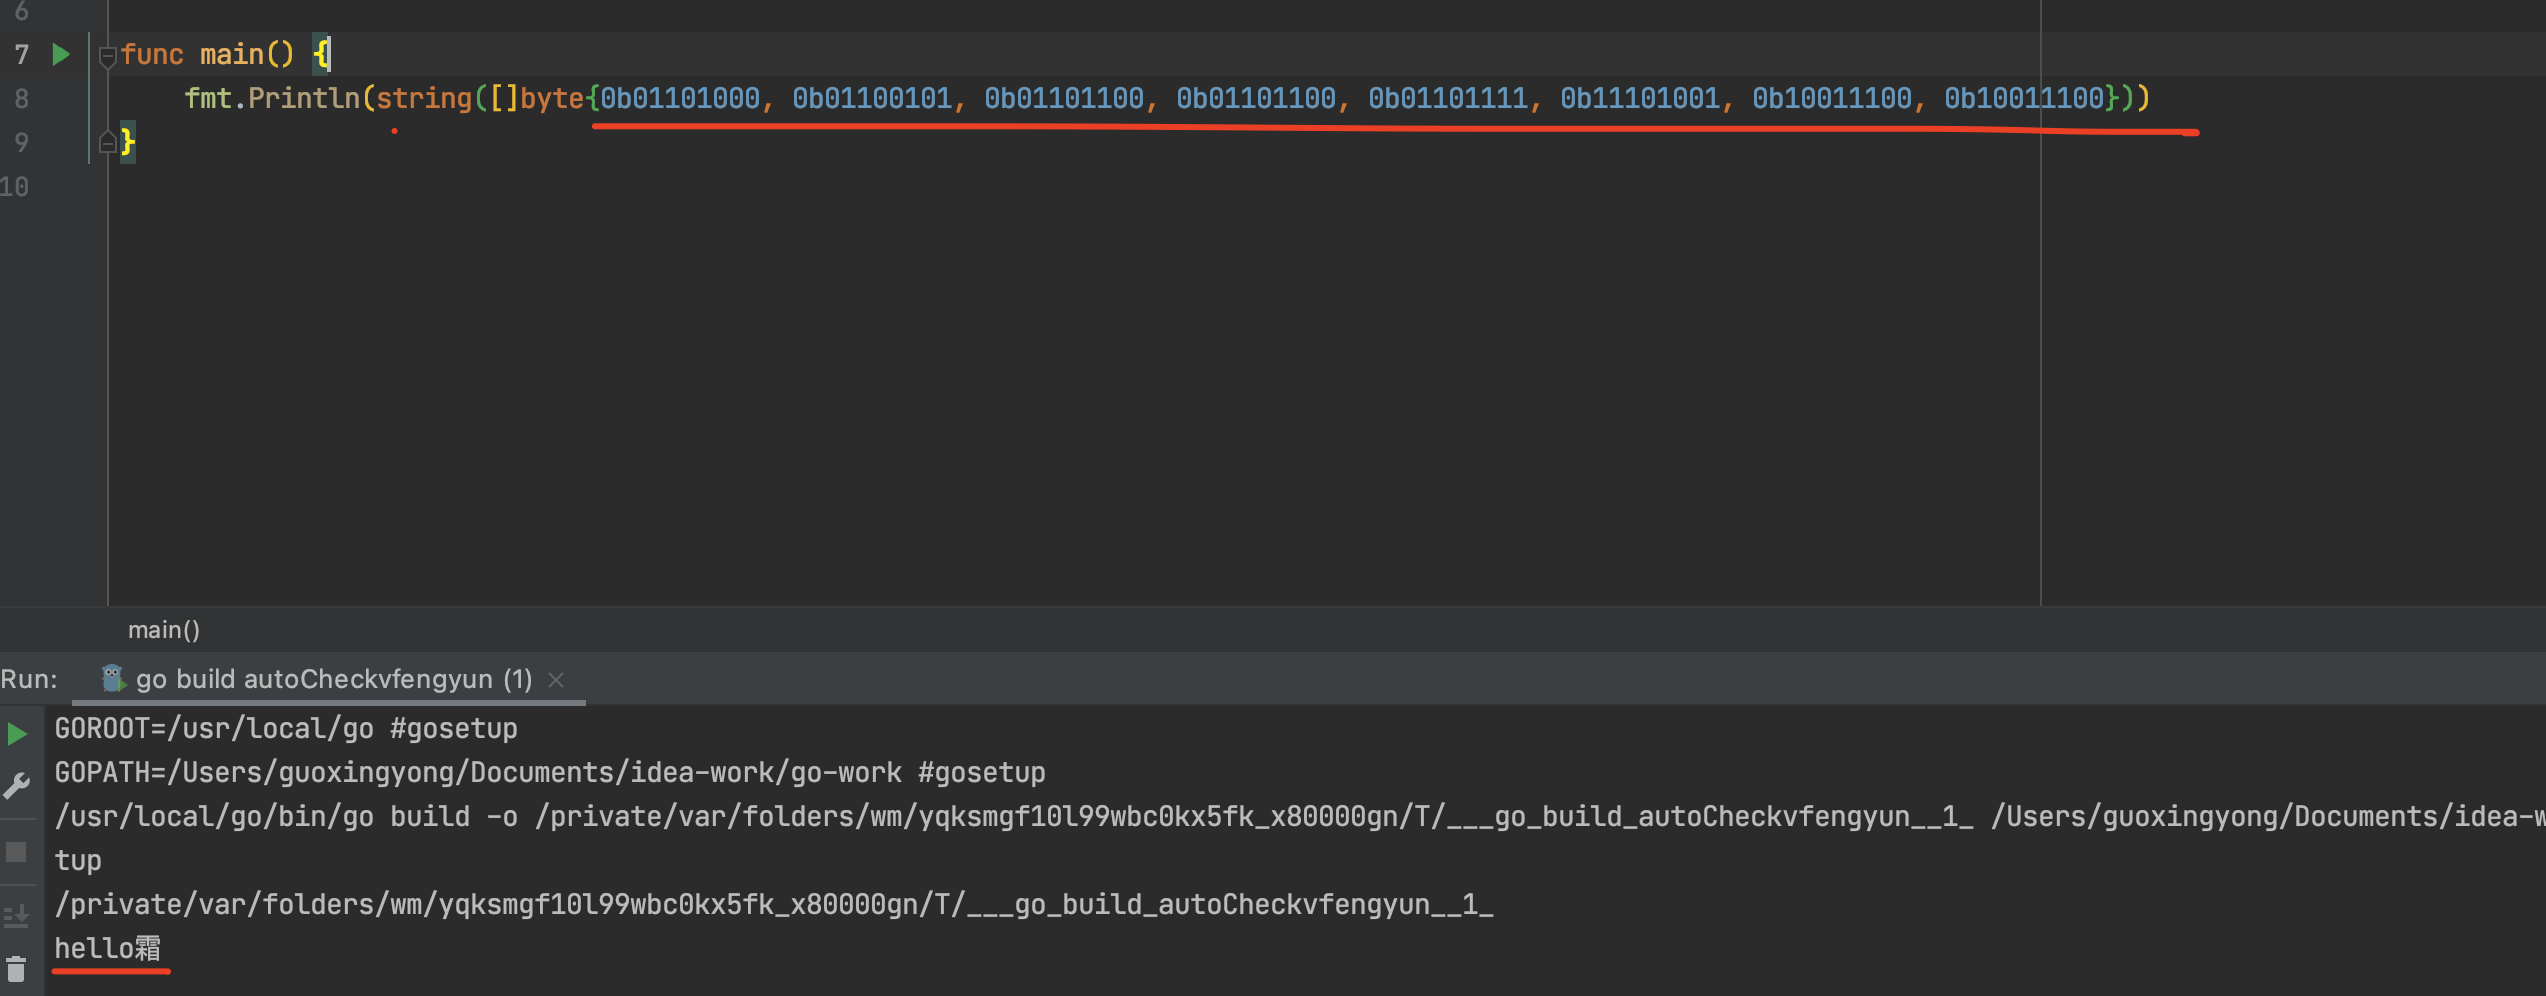 6
7 func main() {
8 fmt.Println(string([]byte{0b01101000, 0b01100101, 0b01101100, 0b01101100, 0b01101111, 0b11101001, 0b10011100, 0b10011100}))
9 }
10
main()
Run: go build autoCheckvfengyun (1)
GOROOT=/usr/local/go #gosetup
GOPATH=/Users/guoxingyong/Documents/idea-work/go-work #gosetup
/usr/local/go/bin/go build -o /private/var/folders/wm/yqksmgf10l99wbc0kx5fk_x80000gn/T/___go_build_autoCheckvfengyun__1_ /Users/guoxingyong/Documents/idea-w
tup
/private/var/folders/wm/yqksmgf10l99wbc0kx5fk_x80000gn/T/___go_build_autoCheckvfengyun__1_
hello霜